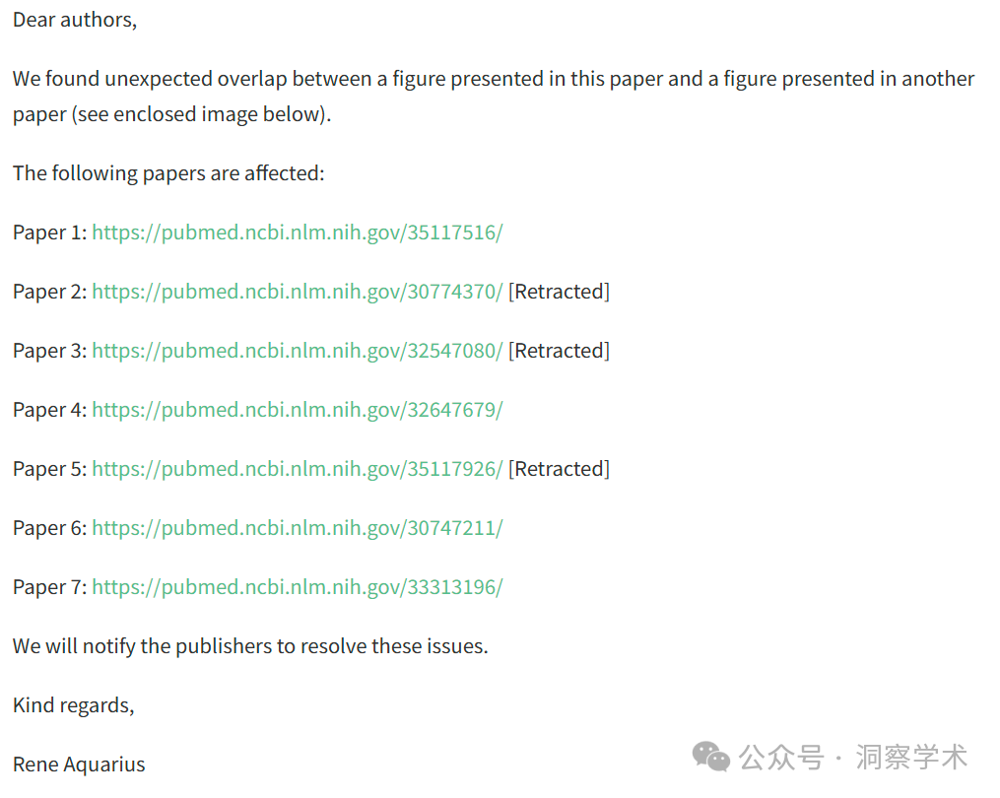 Dear authors,
We found unexpected overlap between a figure presented in this paper and a figure presented in another
paper (see enclosed image below).
The following papers are affected:
Paper 1: https://pubmed.ncbi.nlm.nih.gov/35117516/
Paper 2: https://pubmed.ncbi.nlm.nih.gov/30774370/ [Retracted]
Paper 3: https://pubmed.ncbi.nlm.nih.gov/32547080/ [Retracted]
Paper 4: https://pubmed.ncbi.nlm.nih.gov/32647679/
Paper 5: https://pubmed.ncbi.nlm.nih.gov/35117926/ [Retracted]
Paper 6: https://pubmed.ncbi.nlm.nih.gov/30747211/
Paper 7: https://pubmed.ncbi.nlm.nih.gov/33313196/
We will notify the publishers to resolve these issues.
Kind regards,
Rene Aquarius
公众号 · 洞察学术